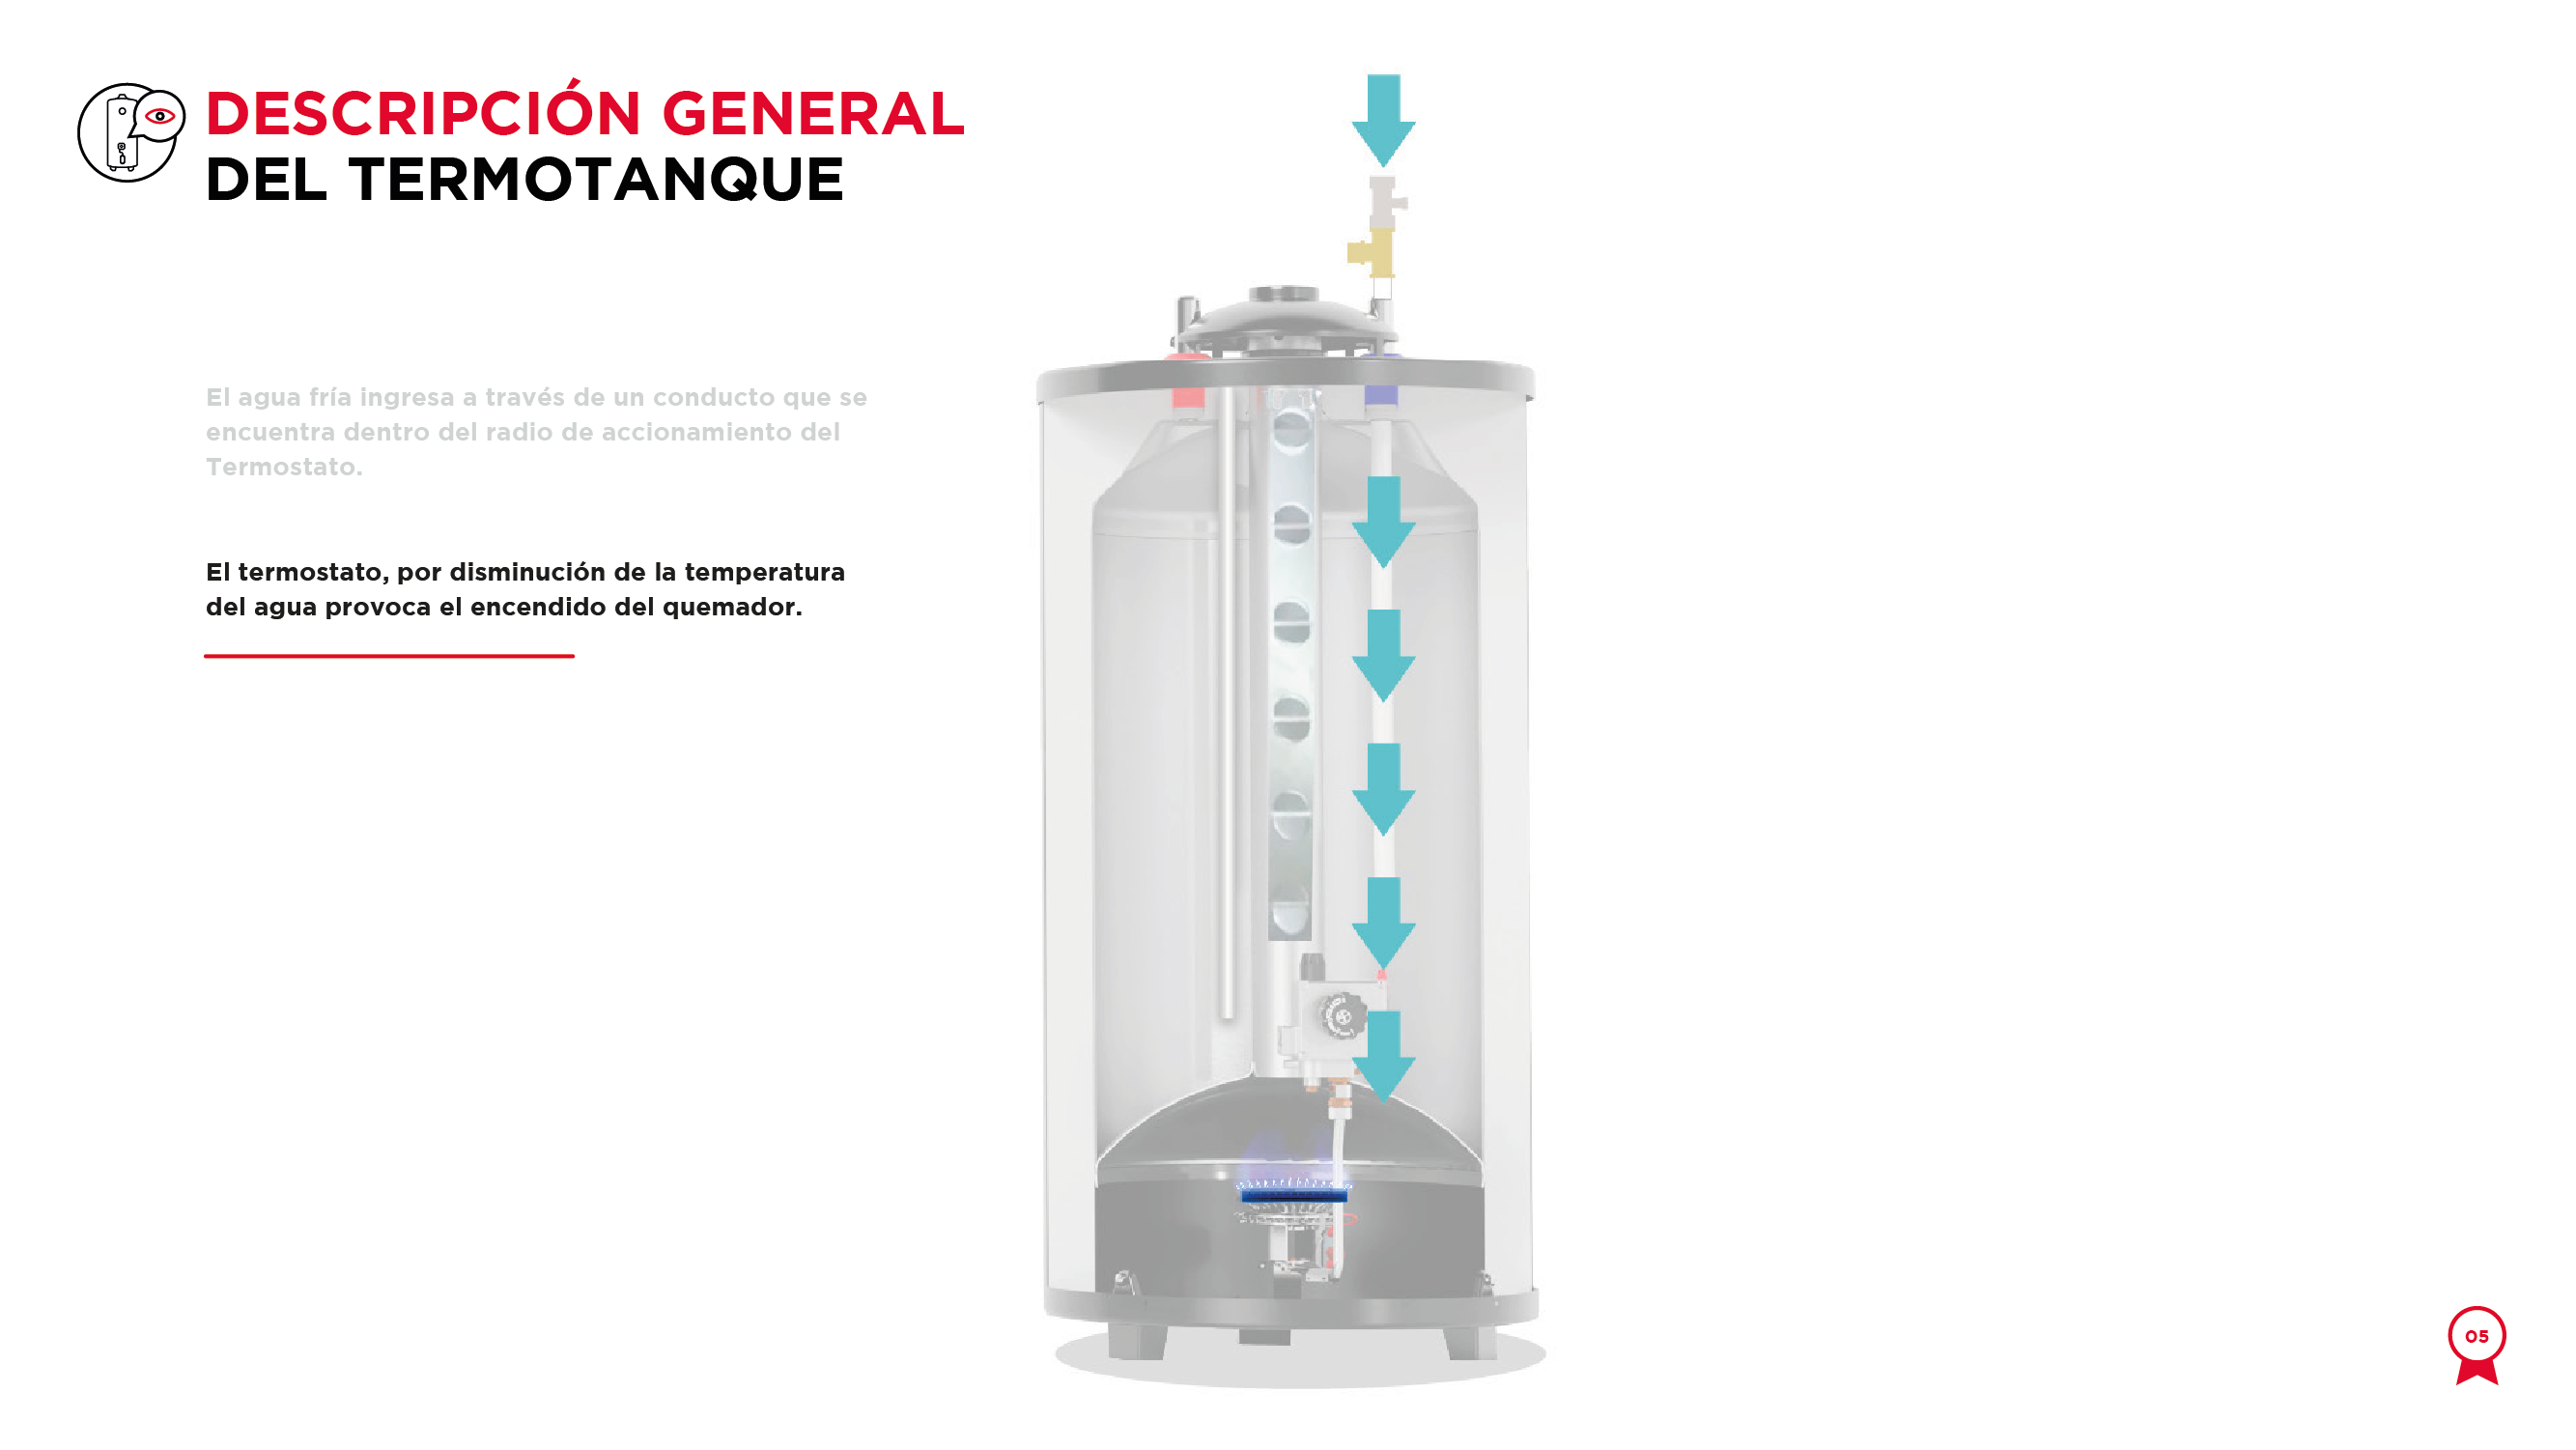 DESCRIPCIÓN GENERAL
DEL TERMOTANQUE
El agua fría ingresa a través de un conducto que se
encuentra dentro del radio de accionamiento del
Termostato.
El termostato, por disminución de la temperatura
del agua provoca el encendido del quemador.
05